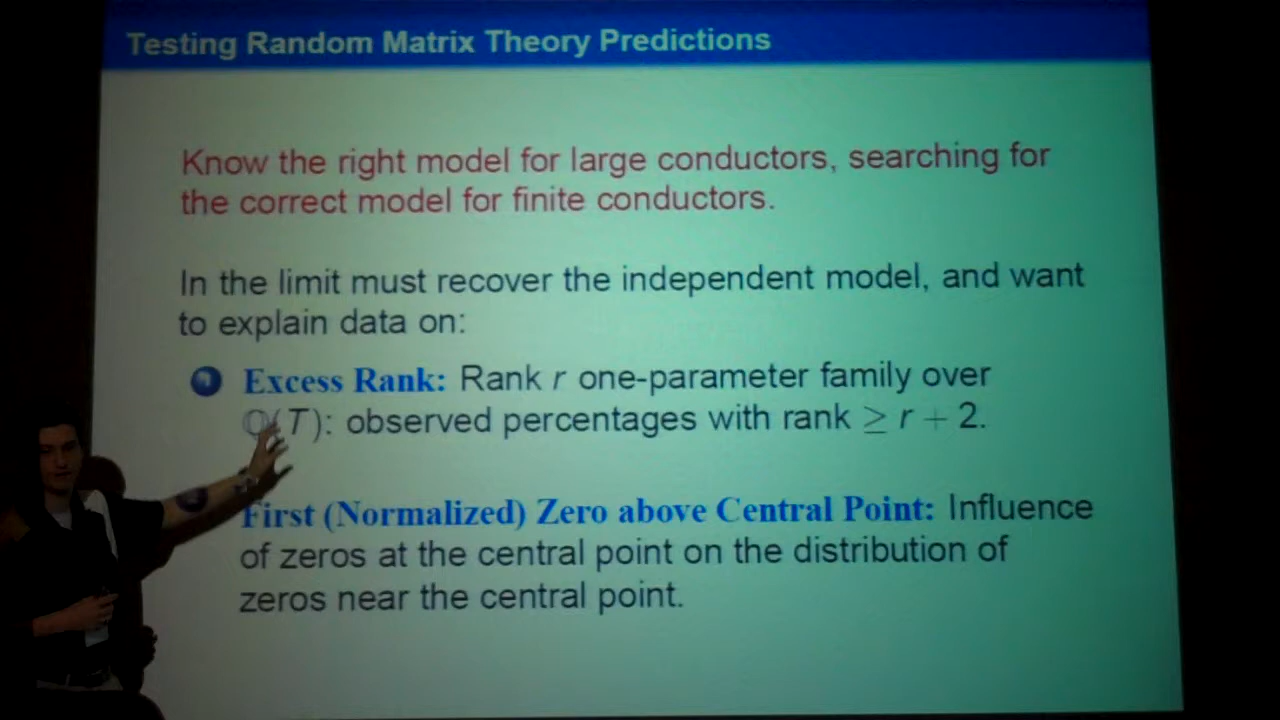 Testing Random Matrix Theory Predictions
Know the right model for large conductors, searching for
the correct model for finite conductors.
In the limit must recover the independent model, and want
to explain data on:
Excess Rank: Rank r one-parameter family over
ℚ(T): observed percentages with rank ≥ r + 2.
First (Normalized) Zero above Central Point: Influence
of zeros at the central point on the distribution of
zeros near the central point.